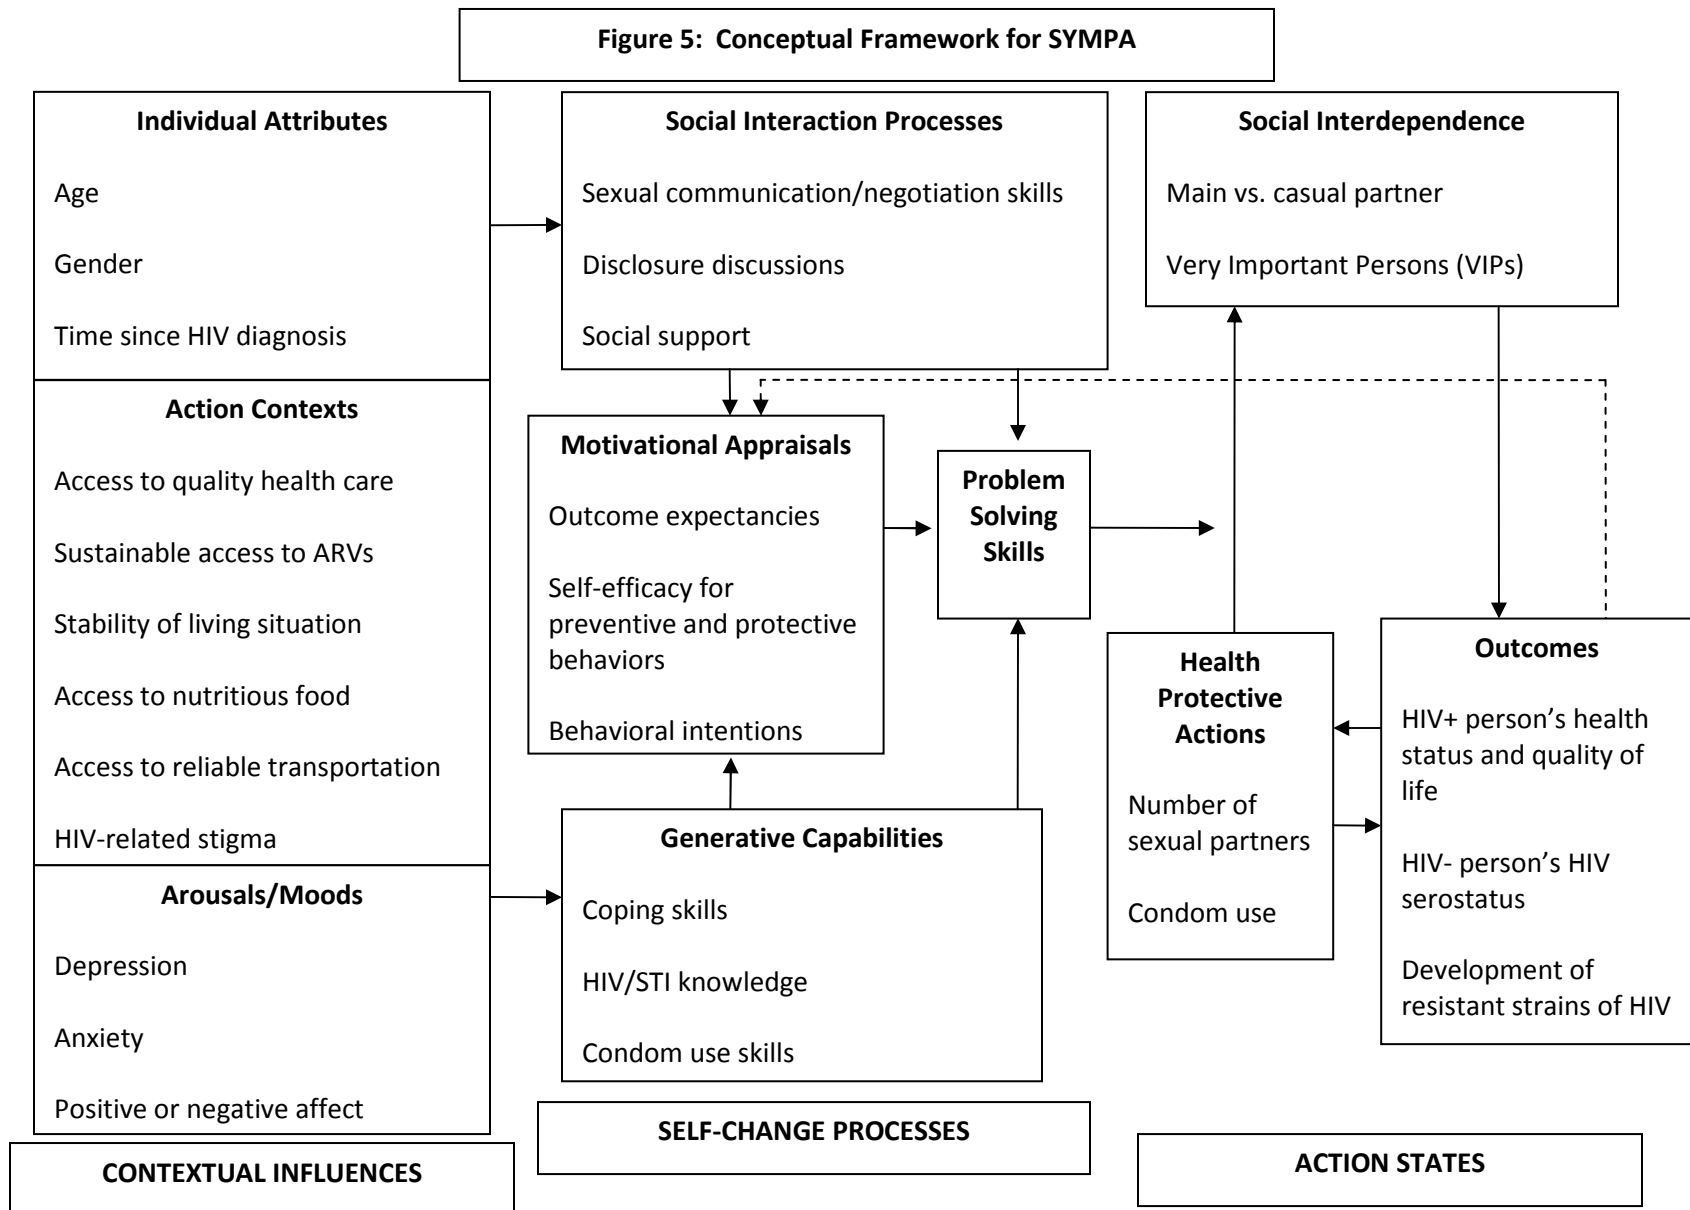 Figure 5:  Conceptual Framework for SYMPA
Individual Attributes
Age
Gender
Time since HIV diagnosis
Action Contexts
Access to quality health care
Sustainable access to ARVs
Stability of living situation
Access to nutritious food
Access to reliable transportation
HIV-related stigma
Arousals/Moods
Depression
Anxiety
Positive or negative affect
CONTEXTUAL INFLUENCES
Social Interaction Processes
Sexual communication/negotiation skills
Disclosure discussions
Social support
Motivational Appraisals
Outcome expectancies
Self-efficacy for
preventive and protective
behaviors
Behavioral intentions
Problem
Solving
Skills
Generative Capabilities
Coping skills
HIV/STI knowledge
Condom use skills
SELF-CHANGE PROCESSES
Social Interdependence
Main vs. casual partner
Very Important Persons (VIPs)
Health
Protective
Actions
Number of
sexual partners
Condom use
Outcomes
HIV+ person’s health
status and quality of
life
HIV- person’s HIV
serostatus
Development of
resistant strains of HIV
ACTION STATES